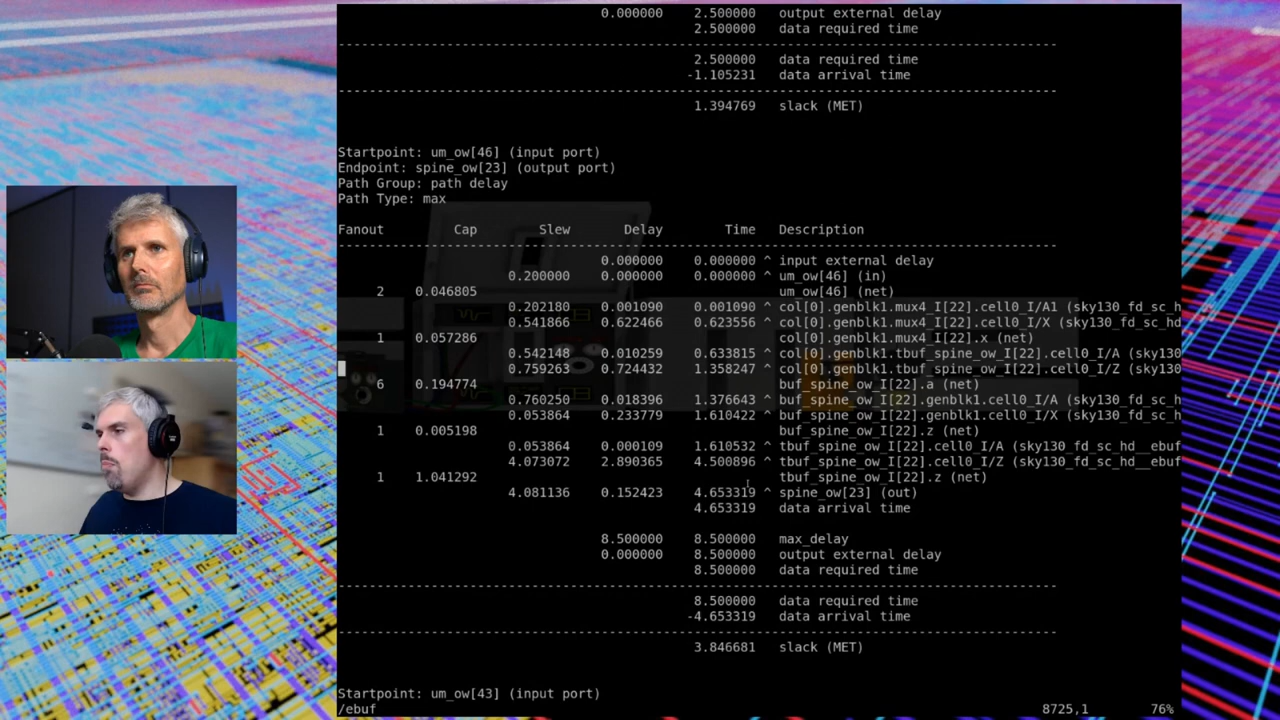 0.000000 2.500000 output external delay
2.500000 data required time
---------------------------------------------------------------------------------------------
2.500000 data required time
-1.105231 data arrival time
---------------------------------------------------------------------------------------------
1.394769 slack (MET)
Startpoint: um_ow[46] (input port)
Endpoint: spine_ow[23] (output port)
Path Group: path delay
Path Type: max
Fanout Cap Slew Delay Time Description
---------------------------------------------------------------------------------------------
0.000000 0.000000 ^ input external delay
0.200000 0.000000 0.000000 ^ um_ow[46] (in)
2 0.046805 um_ow[46] (net)
0.202180 0.001090 0.001090 ^ col[0].genblk1.mux4_I[22].cell0_I/A1 (sky130_fd_sc_h
0.541866 0.622466 0.623556 ^ col[0].genblk1.mux4_I[22].cell0_I/X (sky130_fd_sc_hd
1 0.057286 col[0].genblk1.mux4_I[22].x (net)
0.542148 0.010259 0.633815 ^ col[0].genblk1.tbuf_spine_ow_I[22].cell0_I/A (sky130
0.759263 0.724432 1.358247 ^ col[0].genblk1.tbuf_spine_ow_I[22].cell0_I/Z (sky130
6 0.194774 buf_spine_ow_I[22].a (net)
0.760250 0.018396 1.376643 ^ buf_spine_ow_I[22].genblk1.cell0_I/A (sky130_fd_sc_h
0.053864 0.233779 1.610422 ^ buf_spine_ow_I[22].genblk1.cell0_I/X (sky130_fd_sc_h
1 0.005198 buf_spine_ow_I[22].z (net)
0.053864 0.000109 1.610532 ^ tbuf_spine_ow_I[22].cell0_I/A (sky130_fd_sc_hd__ebuf
4.073072 2.890365 4.500896 ^ tbuf_spine_ow_I[22].cell0_I/Z (sky130_fd_sc_hd__ebuf
1 1.041292 tbuf_spine_ow_I[22].z (net)
4.081136 0.152423 4.653319 ^ spine_ow[23] (out)
4.653319 data arrival time
8.500000 8.500000 max_delay
0.000000 8.500000 output external delay
8.500000 data required time
---------------------------------------------------------------------------------------------
8.500000 data required time
-4.653319 data arrival time
---------------------------------------------------------------------------------------------
3.846681 slack (MET)
Startpoint: um_ow[43] (input port)
/ebuf 8725,1 76%